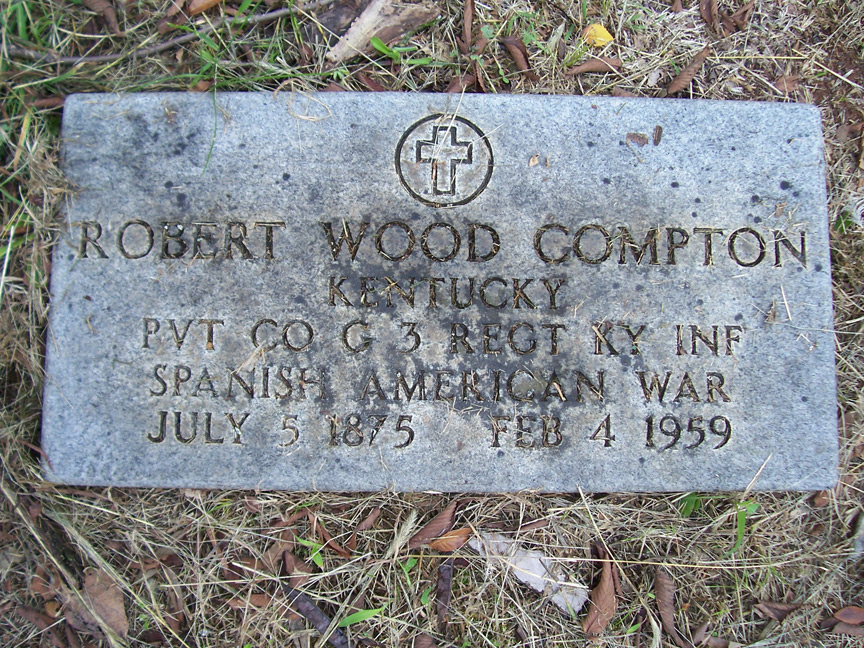 ROBERT WOOD COMPTON
KENTUCKY
PVT CO G 3 REGT KY INF
SPANISH AMERICAN WAR
JULY 5 1875 FEB 4 1959